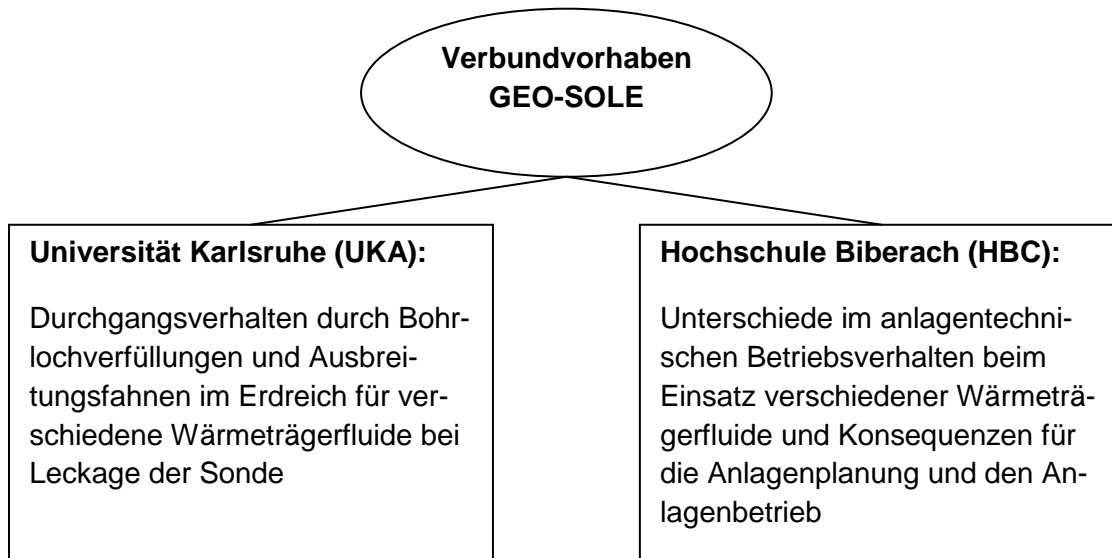 Verbundvorhaben
GEO-SOLE
Universität Karlsruhe (UKA):
Durchgangsverhalten durch Bohr-
lochverfüllungen und Ausbrei-
tungsfahnen im Erdreich für ver-
schiedene Wärmeträgerfluide bei
Leckage der Sonde
Hochschule Biberach (HBC):
Unterschiede im anlagentechni-
schen Betriebsverhalten beim
Einsatz verschiedener Wärmeträ-
gerfluide und Konsequenzen für
die Anlagenplanung und den An-
lagenbetrieb